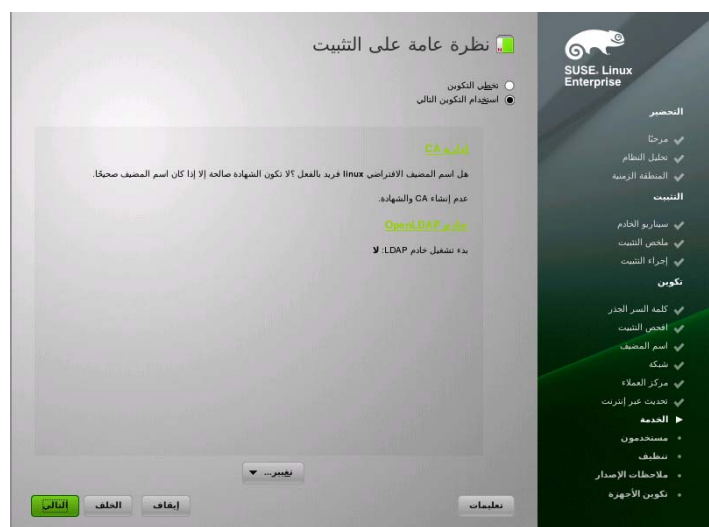 نظرة عامة على التثبيت
تخطي التكوين
استخدام التكوين التالي
إدارة CA
هل اسم المضيف الافتراضي linux فريد بالفعل ؟لا تكون الشهادة صالحة إلا إذا كان اسم المضيف صحيحًا.
عدم إنشاء CA والشهادة.
خادم OpenLDAP
بدء تشغيل خادم LDAP: لا
تغيير...
تعليمات
إيقاف
الخلف
التالي
SUSE. Linux
Enterprise
التحضير
مرحبًا
تحليل النظام
المنطقة الزمنية
التثبيت
سيناريو الخادم
ملخص التثبيت
إجراء التثبيت
تكوين
كلمة السر الجذر
افحص التثبيت
اسم المضيف
شبكة
مركز العملاء
تحديث عبر إنترنت
الخدمة
مستخدمون
تنظيف
ملاحظات الإصدار
تكوين الأجهزة